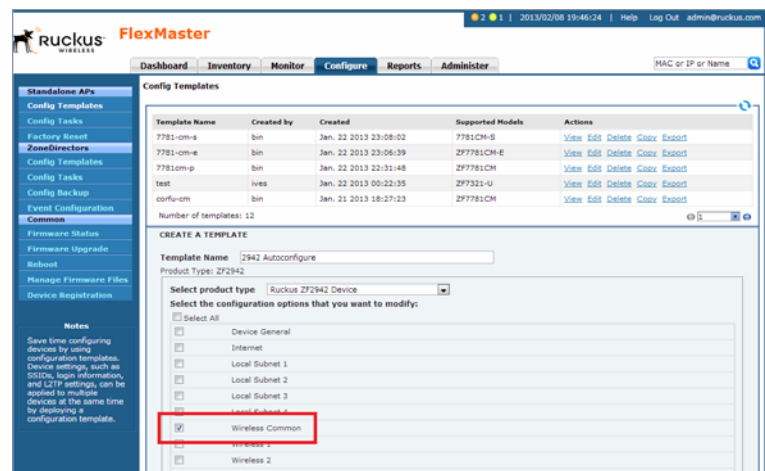 2 1 | 2013/02/08 19:46:24 | Help Log Out admin@ruckus.com
Ruckus WIRELESS FlexMaster
Dashboard Inventory Monitor Configure Reports Administer MAC or IP or Name
Standalone APs
Config Templates
Config Tasks
Factory Reset
ZoneDirectors
Config Templates
Config Tasks
Config Backup
Event Configuration
Common
Firmware Status
Firmware Upgrade
Reboot
Manage Firmware Files
Device Registration
Notes
Save time configuring
devices by using
configuration templates.
Device settings, such as
SSIDs, login information,
and L2TP settings, can be
applied to multiple
devices at the same time
by deploying a
configuration template.
Config Templates
Template Name Created by Created Supported Models Actions
7781-cm-s bin Jan. 22 2013 23:08:02 7781CM-S View Edit Delete Copy Export
7781-cm-e bin Jan. 22 2013 23:06:39 ZF7781CM-E View Edit Delete Copy Export
7781cm-p bin Jan. 22 2013 22:31:48 ZF7781CM View Edit Delete Copy Export
test ives Jan. 22 2013 00:22:35 ZF7321-U View Edit Delete Copy Export
corfu-cm bin Jan. 21 2013 18:27:23 ZF7781CM View Edit Delete Copy Export
Number of templates: 12 1
CREATE A TEMPLATE
Template Name 2942 Autoconfigure
Product Type: ZF2942
Select product type Ruckus ZF2942 Device
Select the configuration options that you want to modify:
Select All
Device General
Internet
Local Subnet 1
Local Subnet 2
Local Subnet 3
Local Subnet 4
Wireless Common
Wireless 1
Wireless 2